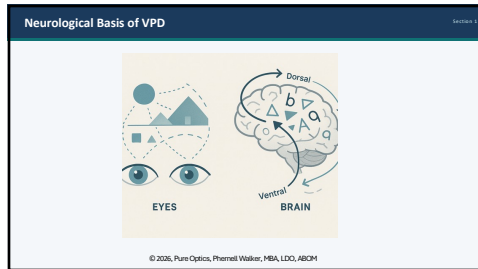 Neurological Basis of VPD
Section 1
Dorsal
b
a
A
a
Ventral
EYES
BRAIN
© 2026, Pure Optics, Phernell Walker, MBA, LDO, ABOM